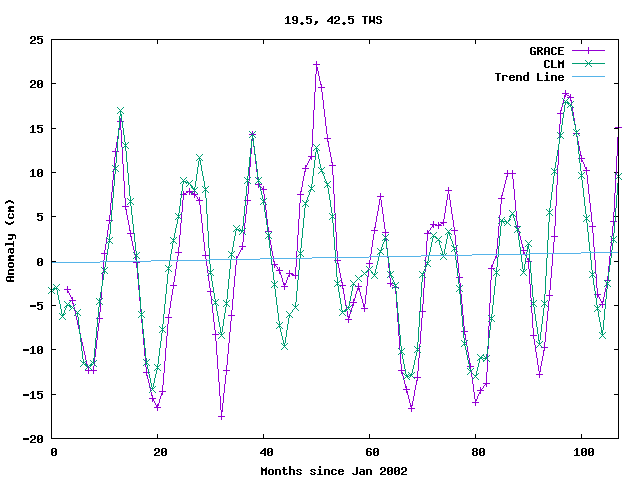 19.5, 42.5 TWS
GRACE
CLM
Trend Line
25
20
15
10
5
0
-5
-10
-15
-20
Anomaly (cm)
0 20 40 60 80 100
Months since Jan 2002